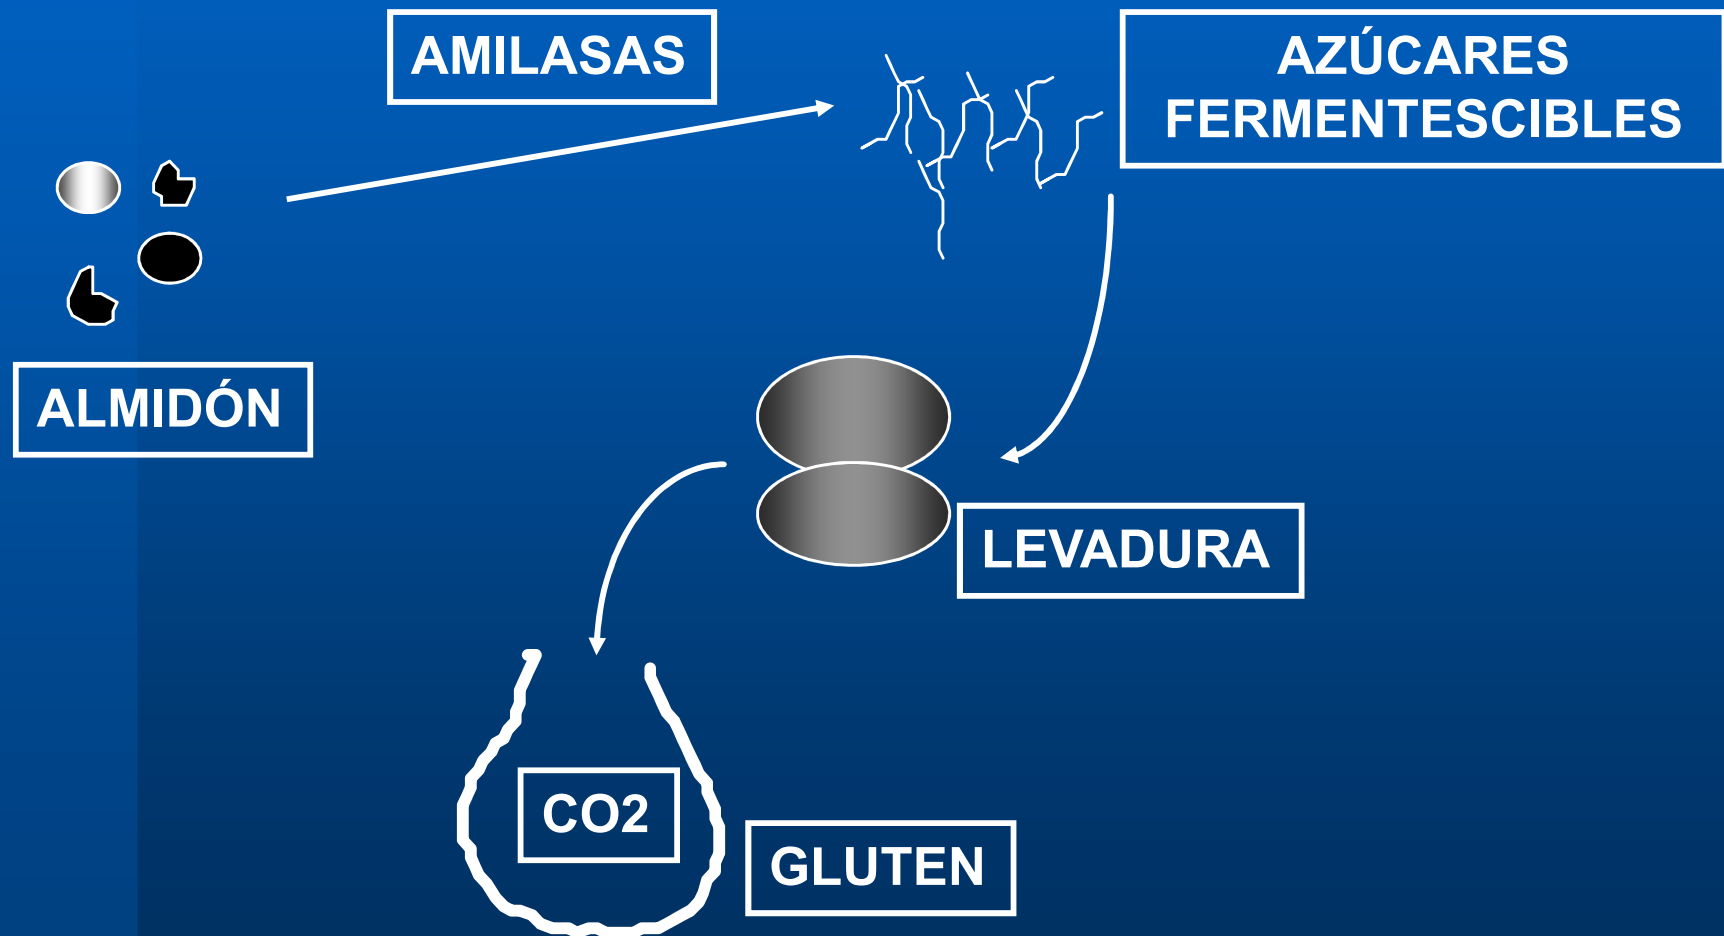 AMILASAS
AZÚCARES
FERMENTESCIBLES
ALMIDÓN
LEVADURA
CO2
GLUTEN